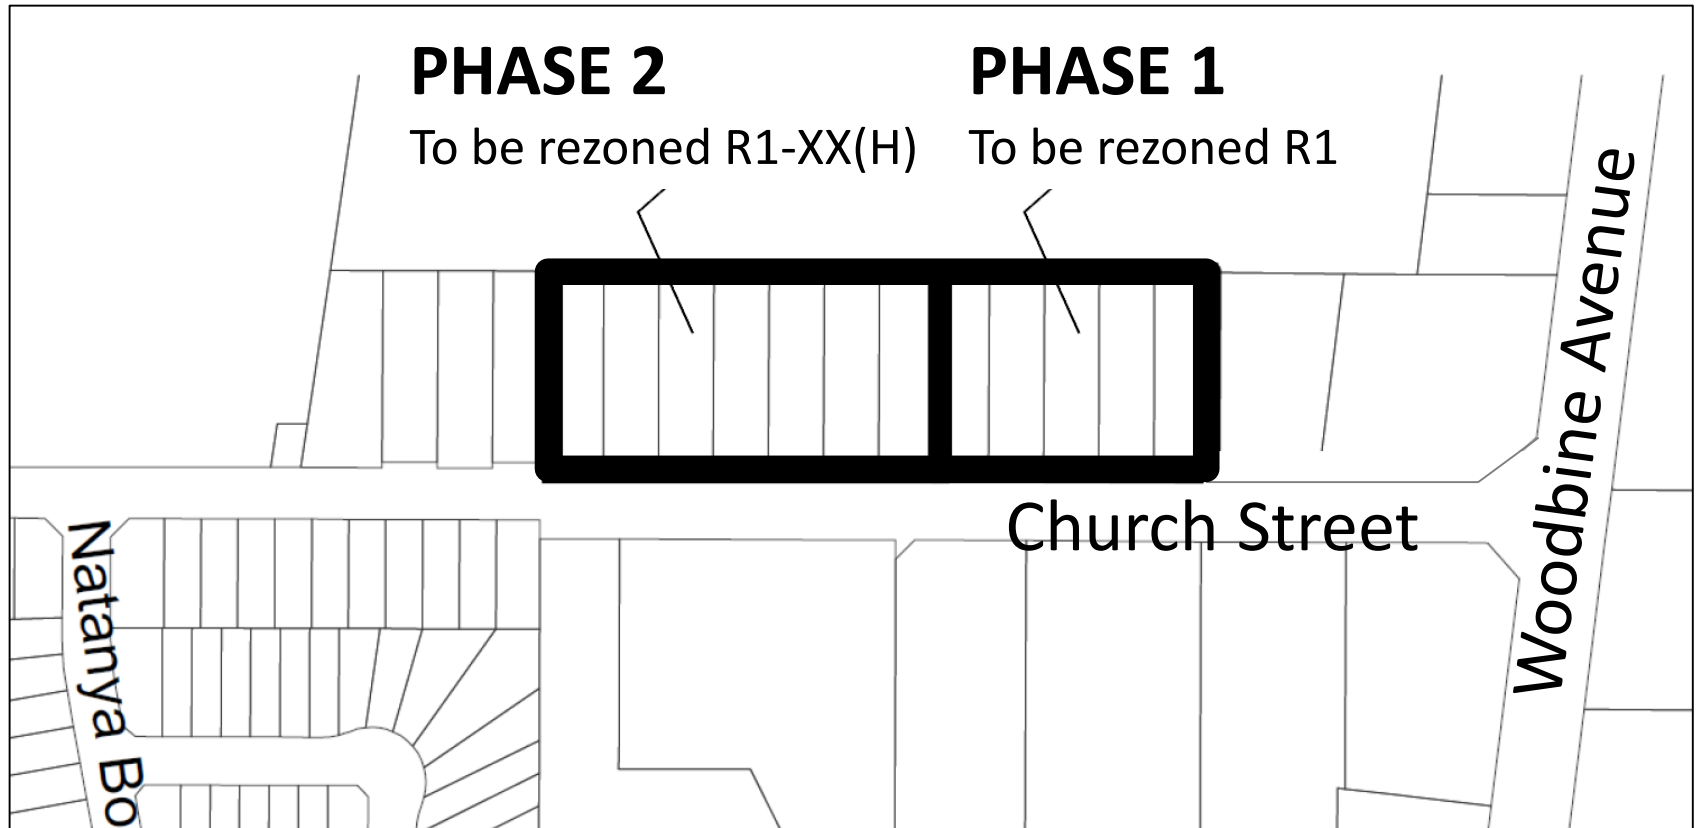 PHASE 2
To be rezoned R1-XX(H)
PHASE 1
To be rezoned R1
Woodbine Avenue
Church Street
Natanya Bo